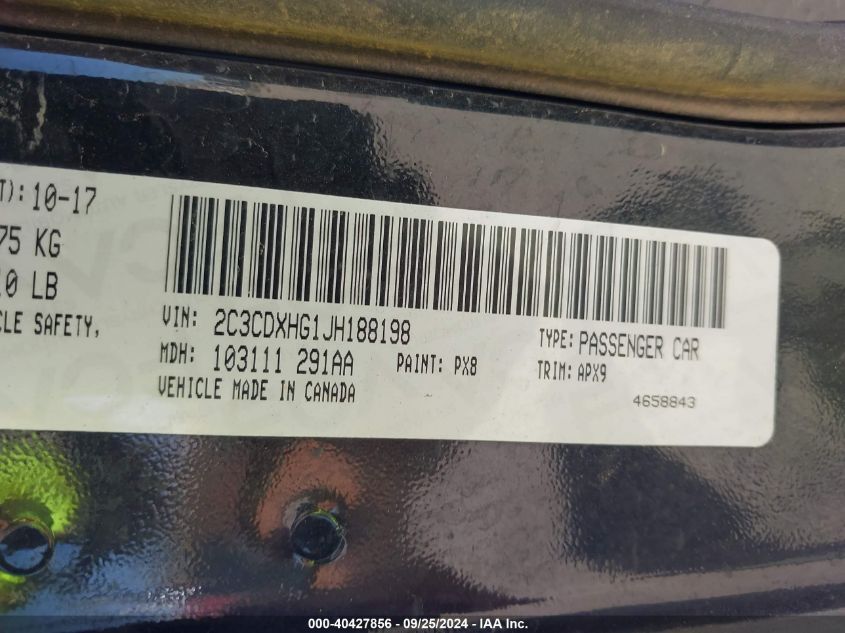 T): 10-17
75 KG
0 LB
CLE SAFETY,
VIN: 2C3CDXHG1JH188198
TYPE: PASSENGER CAR
MDH: 103111 291AA
PAINT: PX8
TRIM: APX9
VEHICLE MADE IN CANADA
4658843
000-40427856 - 09/25/2024 - IAA Inc.